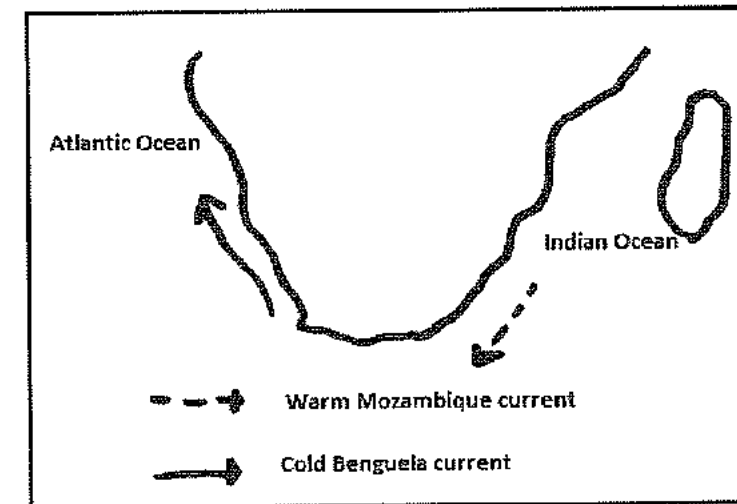 Atlantic Ocean
Indian Ocean
Warm Mozambique current
Cold Benguela current